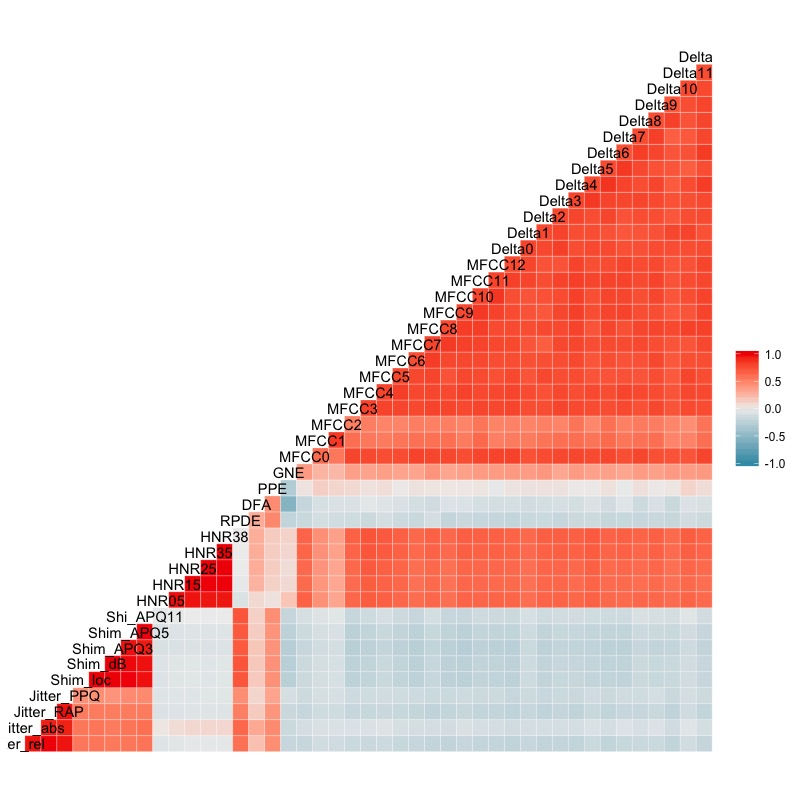 Delta
Delta11
Delta10
Delta9
Delta8
Delta7
Delta6
Delta5
Delta4
Delta3
Delta2
Delta1
Delta0
MFCC12
MFCC11
MFCC10
MFCC9
MFCC8
MFCC7
MFCC6
MFCC5
MFCC4
MFCC3
MFCC2
MFCC1
MFCC0
GNE
PPE
DFA
RPDE
HNR38
HNR35
HNR25
HNR15
HNR05
Shi_APQ11
Shim_APQ5
Shim_APQ3
Shim_dB
Shim_loc
Jitter_PPQ
Jitter_RAP
itter_abs
er_rel
1.0
0.5
0.0
-0.5
-1.0